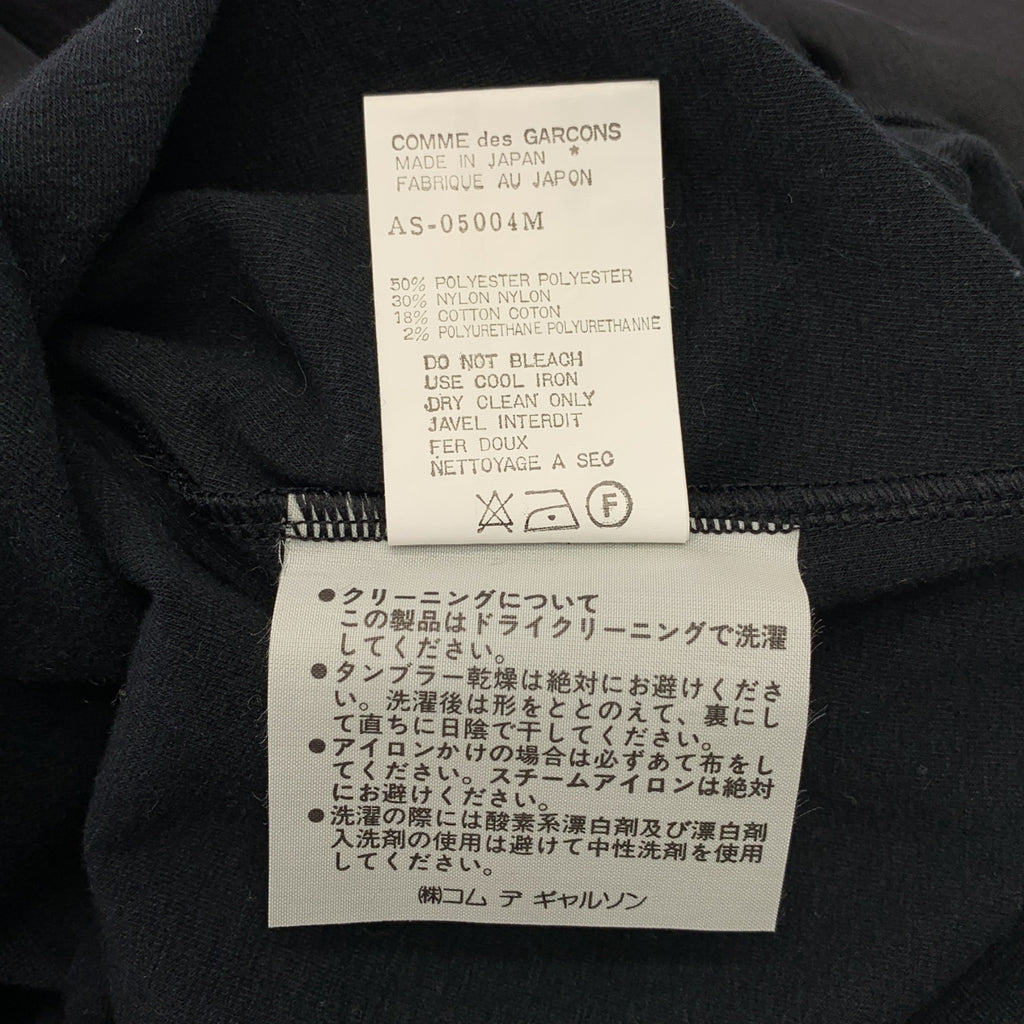 COMME des GARCONS
MADE IN JAPAN *
FABRIQUE AU JAPON
AS-05004M
50% POLYESTER POLYESTER
30% NYLON NYLON
18% COTTON COTON
2% POLYURETHANE POLYURETHANNE
DO NOT BLEACH
USE COOL IRON
DRY CLEAN ONLY
JAVEL INTERDIT
FER DOUX
NETTOYAGE A SEC
F
●クリーニングについて
この製品はドライクリーニングで洗濯
してください。
●タンブラー乾燥は絶対にお避けくださ
い。洗濯後は形をととのえて、裏にし
て直ちに日陰で干してください。
●アイロンかけの場合は必ずあて布をし
てください。スチームアイロンは絶対
にお避けください。
●洗濯の際には酸素系漂白剤及び漂白剤
入洗剤の使用は避けて中性洗剤を使用
してください。
㈱コム デ ギャルソン